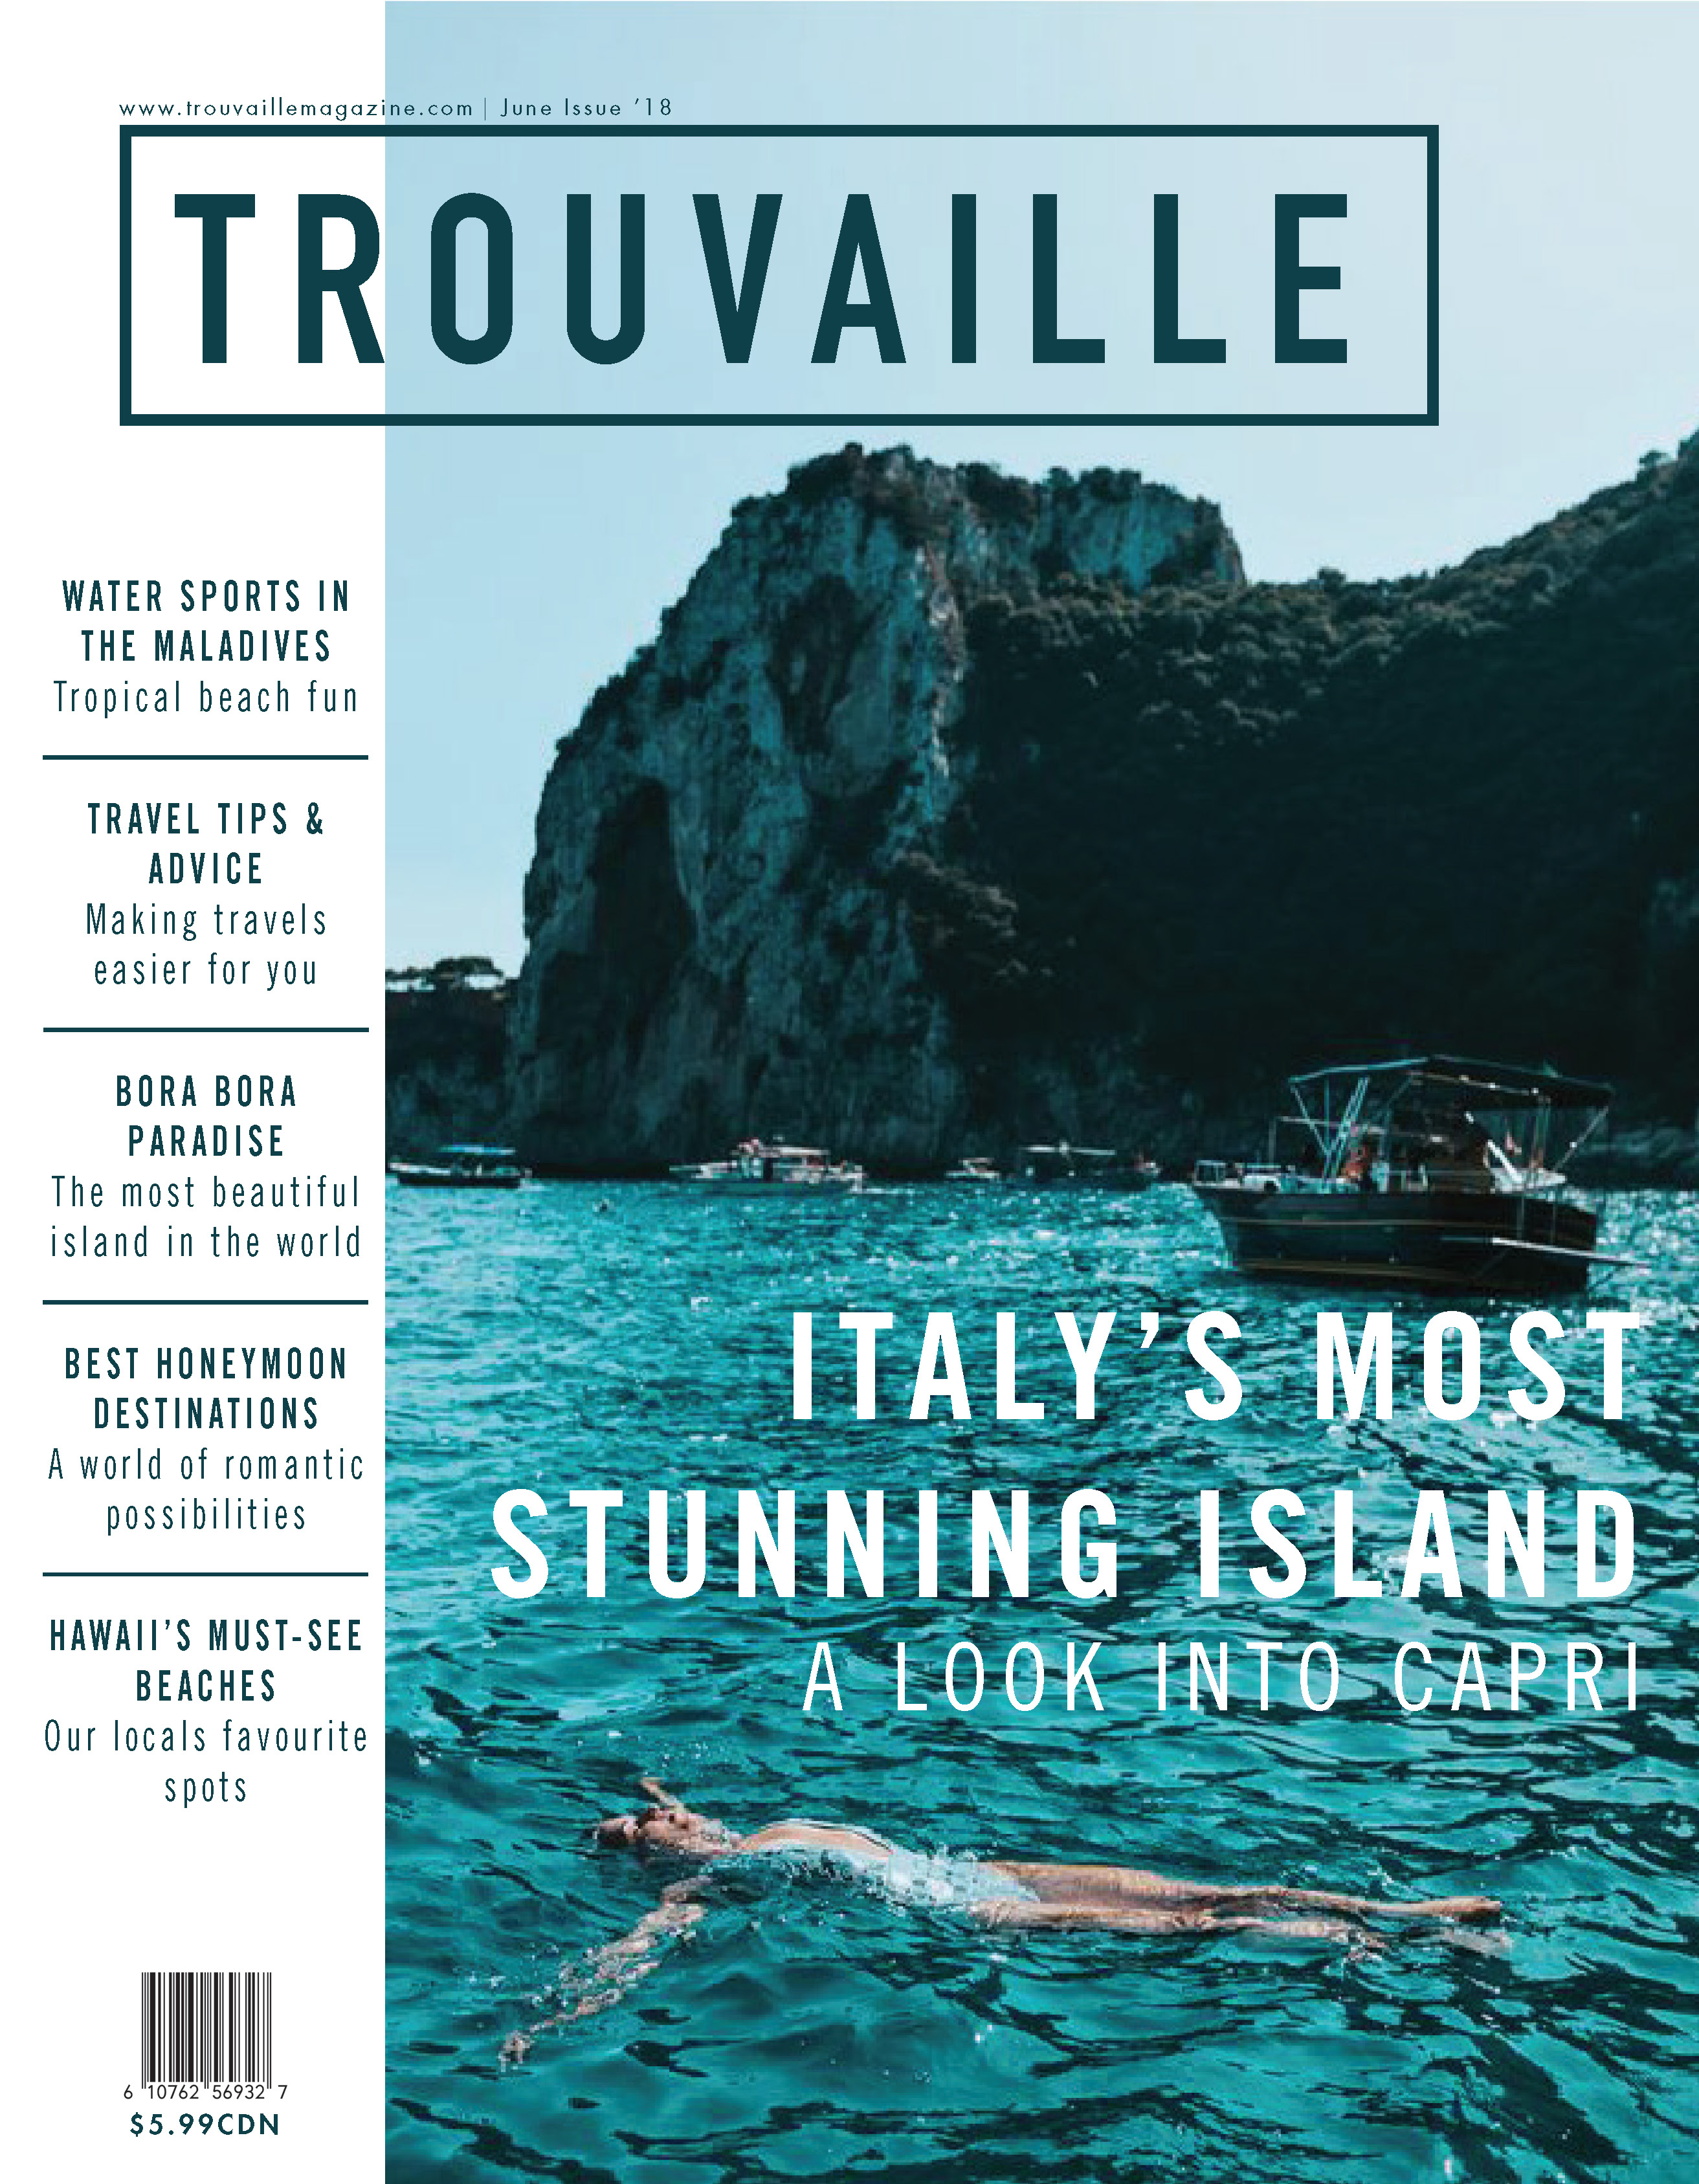 www.trouvaillemagazine.com | June Issue '18
TROUVAILLE
WATER SPORTS IN
THE MALADIVES
Tropical beach fun
TRAVEL TIPS &
ADVICE
Making travels
easier for you
BORA BORA
PARADISE
The most beautiful
island in the world
BEST HONEYMOON
DESTINATIONS
A world of romantic
possibilities
HAWAII'S MUST-SEE
BEACHES
Our locals favourite
spots
ITALY'S MOST
STUNNING ISLAND
A LOOK INTO CAPRI
6 10762 56932 7
$5.99CDN